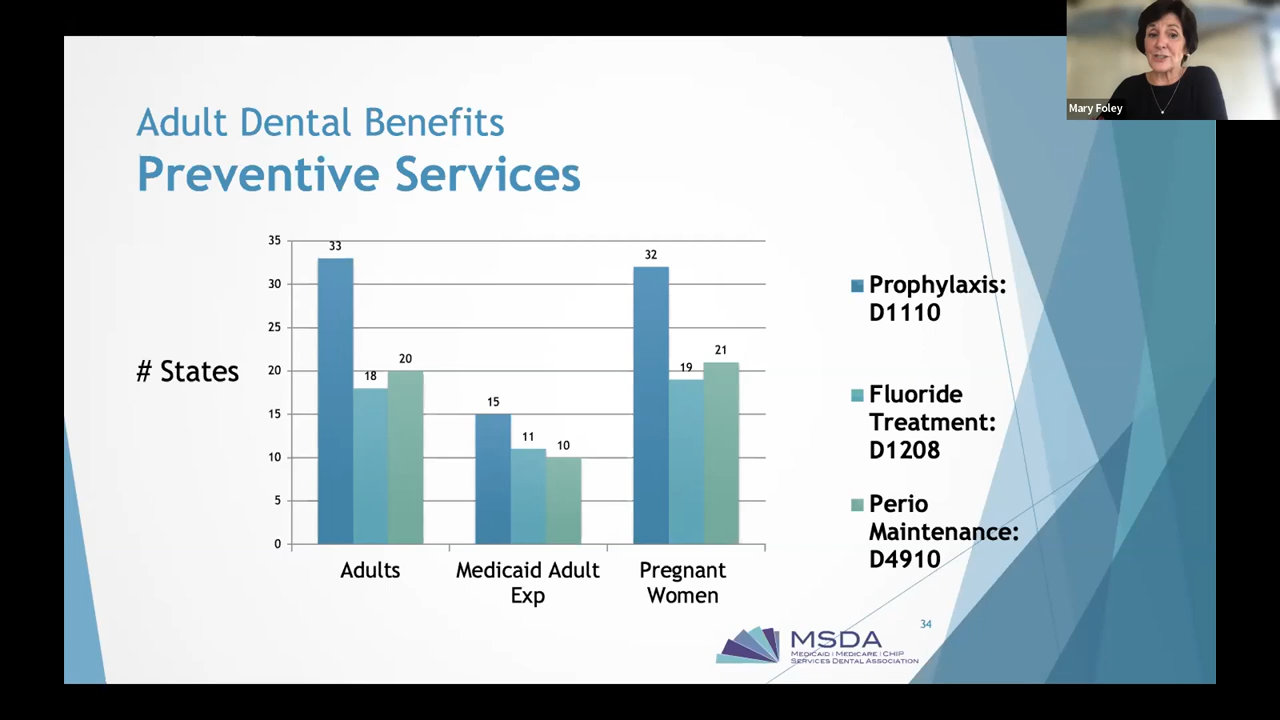 Mary Foley
Adult Dental Benefits
Preventive Services
# States
35
30
25
20
15
10
5
0
33
18
20
15
11
10
32
19
21
Adults
Medicaid Adult
Exp
Pregnant
Women
Prophylaxis:
D1110
Fluoride
Treatment:
D1208
Perio
Maintenance:
D4910
34
MSDA
MEDICAID | MEDICARE | CHIP
SERVICES DENTAL ASSOCIATION